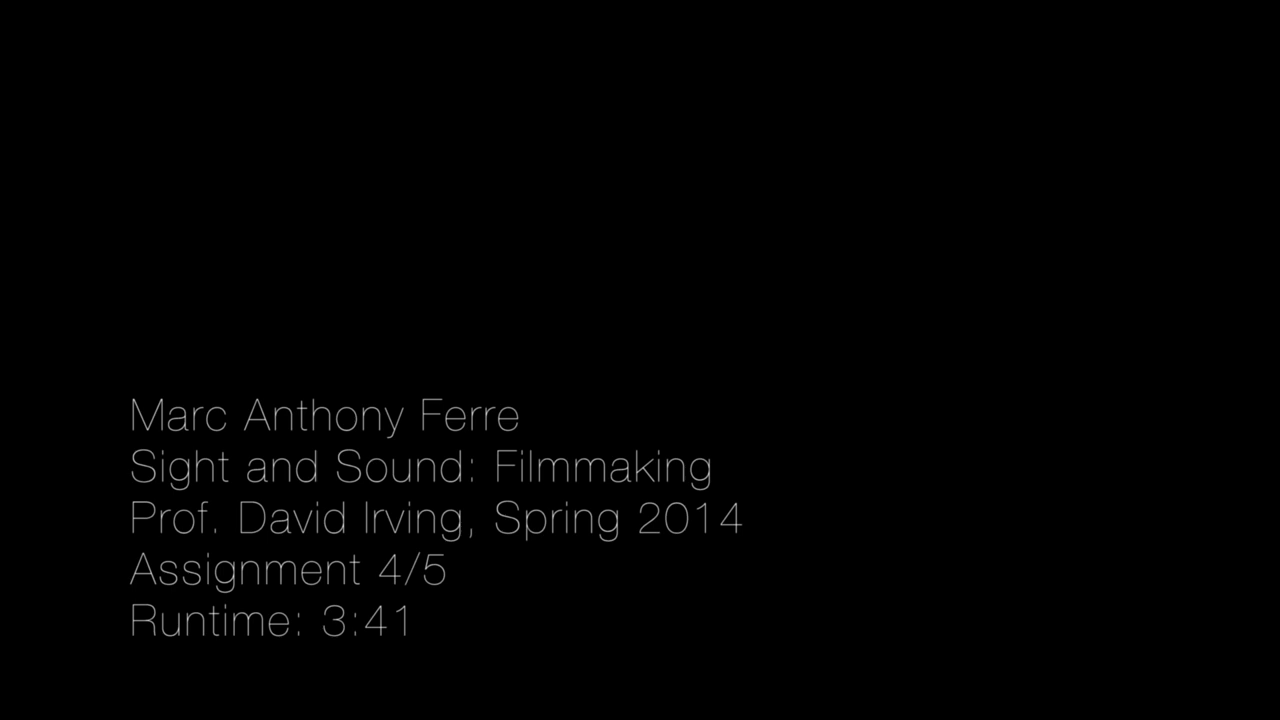 Marc Anthony Ferre
Sight and Sound: Filmmaking
Prof. David Irving, Spring 2014
Assignment 4/5
Runtime: 3:41